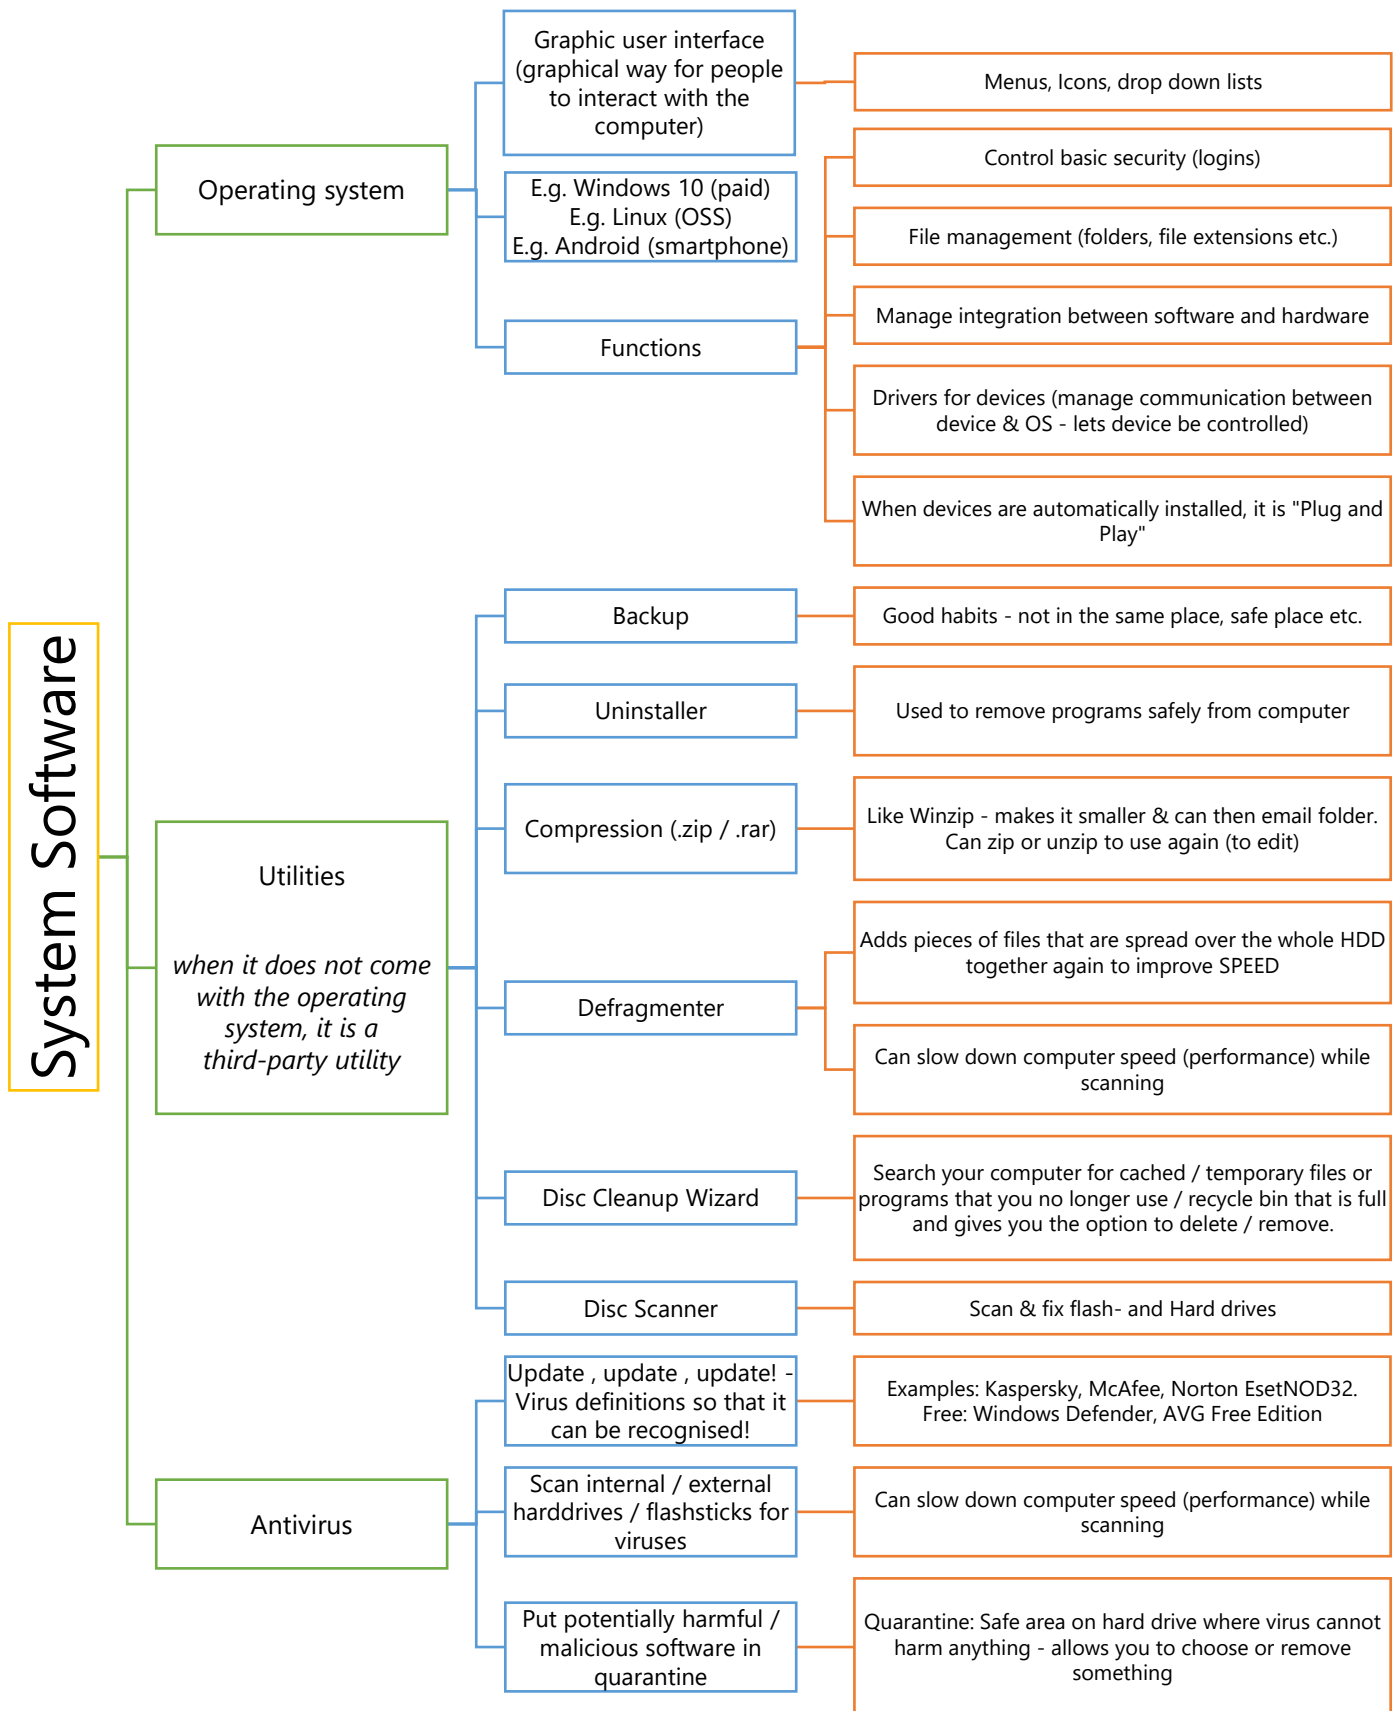 System Software
Operating system
Graphic user interface
(graphical way for people
to interact with the
computer)
Menus, Icons, drop down lists
E.g. Windows 10 (paid)
E.g. Linux (OSS)
E.g. Android (smartphone)
Functions
Control basic security (logins)
File management (folders, file extensions etc.)
Manage integration between software and hardware
Drivers for devices (manage communication between
device & OS - lets device be controlled)
When devices are automatically installed, it is "Plug and
Play"
Utilities
when it does not come
with the operating
system, it is a
third-party utility
Backup
Good habits - not in the same place, safe place etc.
Uninstaller
Used to remove programs safely from computer
Compression (.zip / .rar)
Like Winzip - makes it smaller & can then email folder.
Can zip or unzip to use again (to edit)
Defragmenter
Adds pieces of files that are spread over the whole HDD
together again to improve SPEED
Can slow down computer speed (performance) while
scanning
Disc Cleanup Wizard
Search your computer for cached / temporary files or
programs that you no longer use / recycle bin that is full
and gives you the option to delete / remove.
Disc Scanner
Scan & fix flash- and Hard drives
Antivirus
Update , update , update! -
Virus definitions so that it
can be recognised!
Examples: Kaspersky, McAfee, Norton EsetNOD32.
Free: Windows Defender, AVG Free Edition
Scan internal / external
harddrives / flashsticks for
viruses
Can slow down computer speed (performance) while
scanning
Put potentially harmful /
malicious software in
quarantine
Quarantine: Safe area on hard drive where virus cannot
harm anything - allows you to choose or remove
something